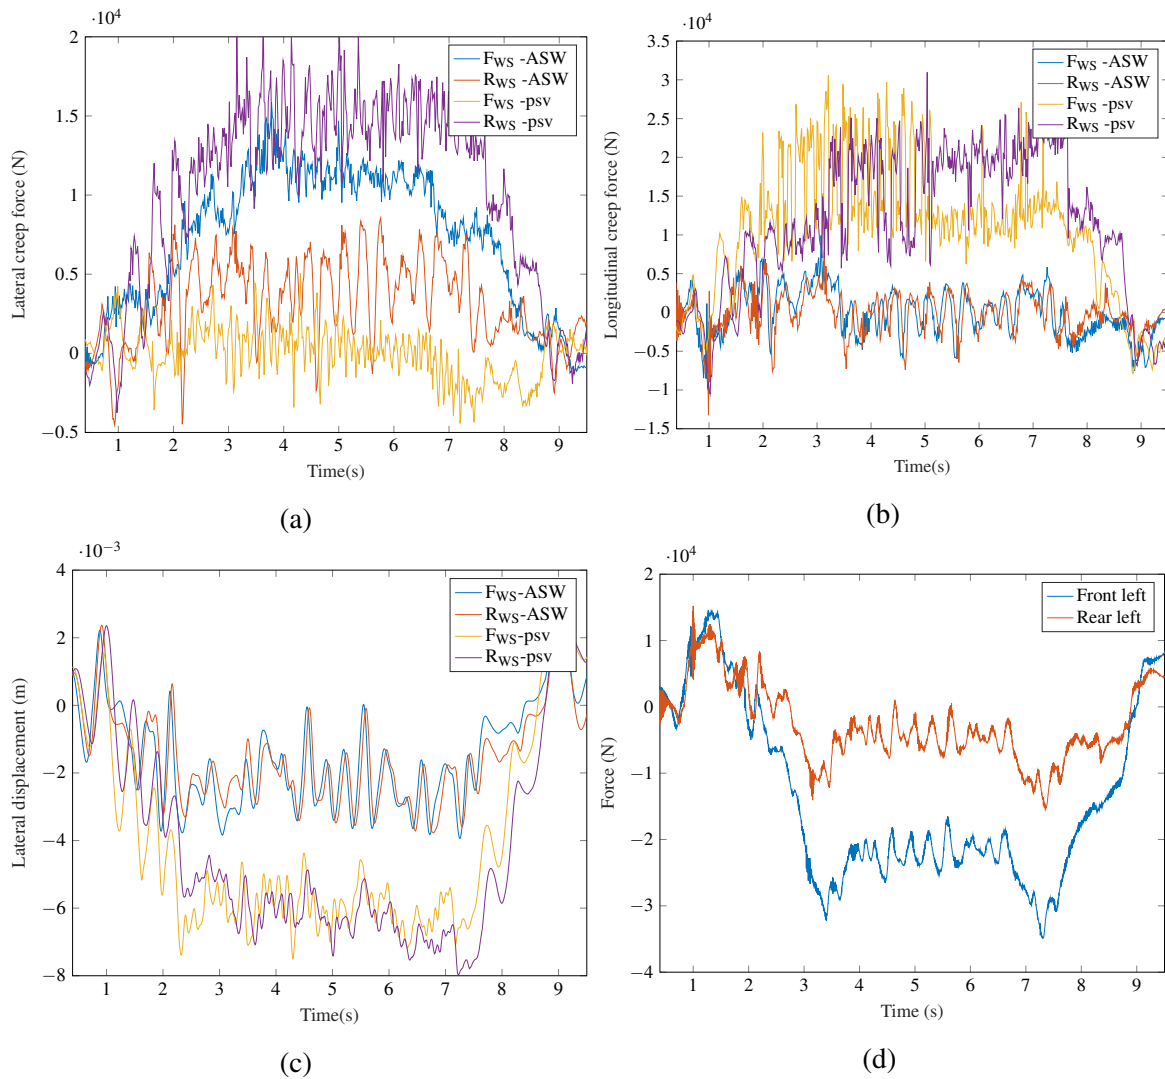 ·10⁴
2
1.5
1
0.5
0
−0.5
1 2 3 4 5 6 7 8 9
Lateral creep force (N)
Time(s)
F_WS -ASW
R_WS -ASW
F_WS -psv
R_WS -psv
(a)
·10⁴
3.5
3
2.5
2
1.5
1
0.5
0
−0.5
−1
−1.5
1 2 3 4 5 6 7 8 9
Longitudinal creep force (N)
Time(s)
F_WS -ASW
R_WS -ASW
F_WS -psv
R_WS -psv
(b)
·10⁻³
4
2
0
−2
−4
−6
−8
1 2 3 4 5 6 7 8 9
Lateral displacement (m)
Time(s)
F_WS-ASW
R_WS-ASW
F_WS-psv
R_WS-psv
(c)
·10⁴
2
1
0
−1
−2
−3
−4
1 2 3 4 5 6 7 8 9
Force (N)
Time (s)
Front left
Rear left
(d)